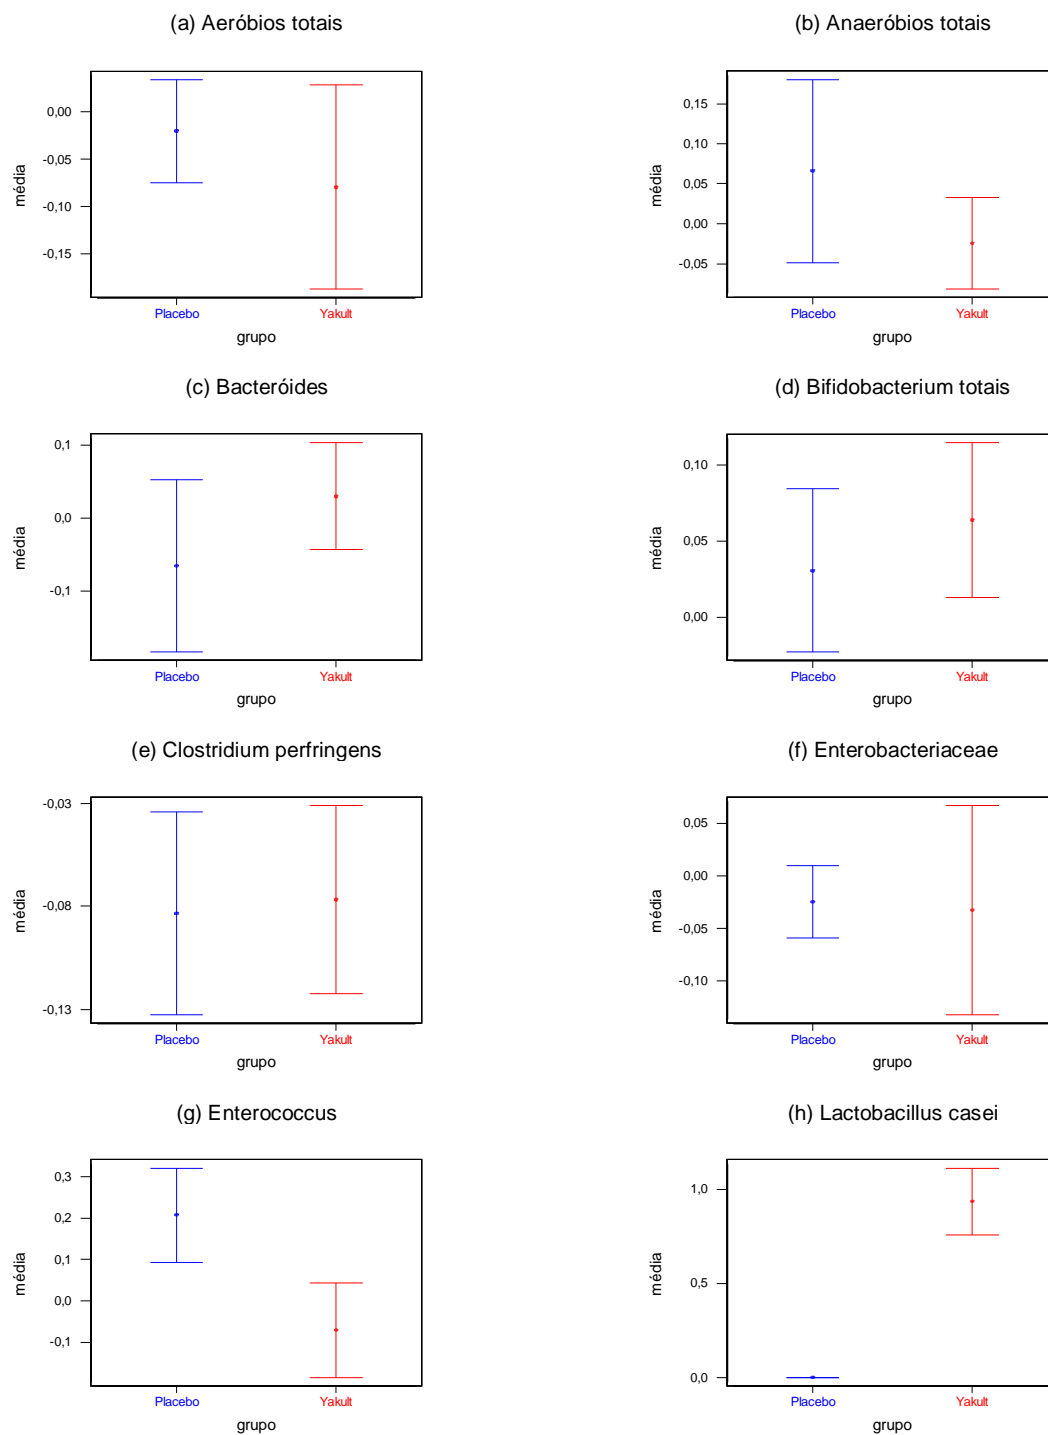 (a) Aeróbios totais
0,00
-0,05
-0,10
-0,15
média
Placebo Yakult
grupo
(b) Anaeróbios totais
0,15
0,10
0,05
0,00
-0,05
média
Placebo Yakult
grupo
(c) Bacteróides
0,1
0,0
-0,1
média
Placebo Yakult
grupo
(d) Bifidobacterium totais
0,10
0,05
0,00
média
Placebo Yakult
grupo
(e) Clostridium perfringens
-0,03
-0,08
-0,13
média
Placebo Yakult
grupo
(f) Enterobacteriaceae
0,05
0,00
-0,05
-0,10
média
Placebo Yakult
grupo
(g) Enterococcus
0,3
0,2
0,1
0,0
-0,1
média
Placebo Yakult
grupo
(h) Lactobacillus casei
1,0
0,5
0,0
média
Placebo Yakult
grupo